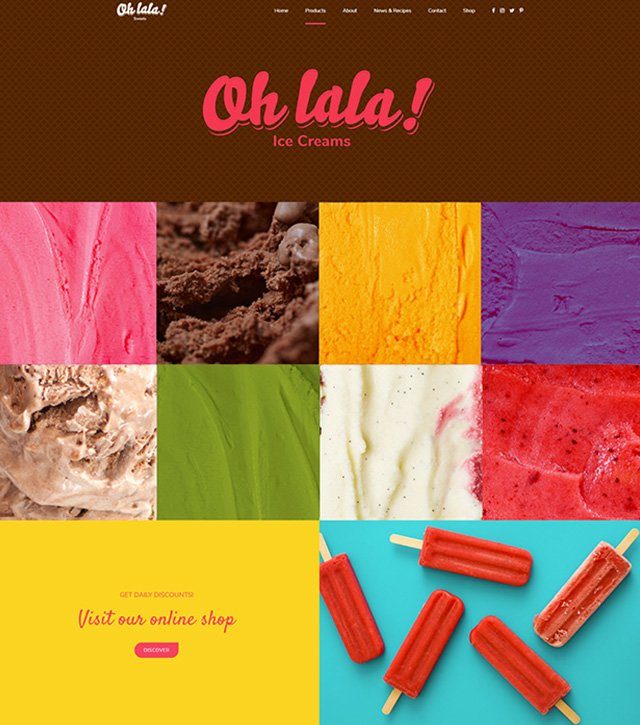 Oh lala!
Sweets
Home Products About News & Recipes Contact Shop
Oh lala!
Ice Creams
GET DAILY DISCOUNTS!
Visit our online shop
DISCOVER